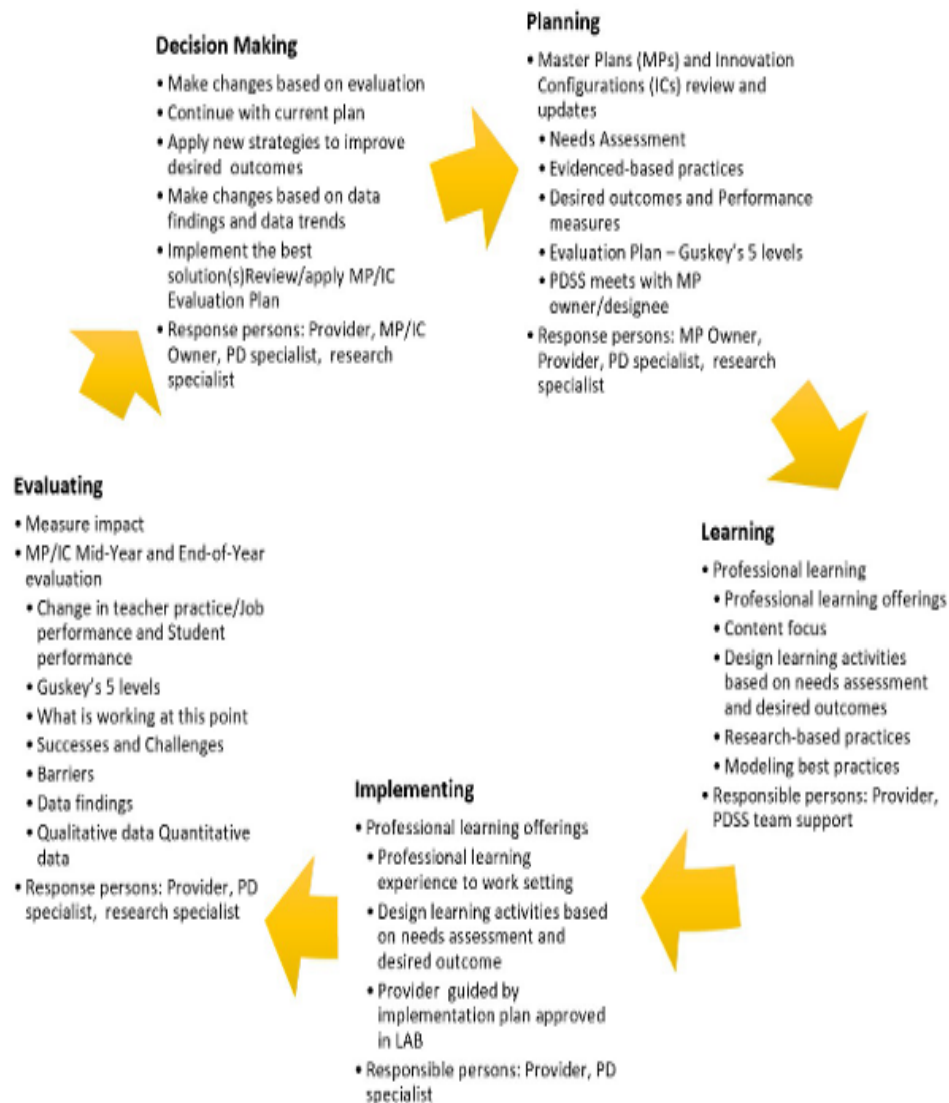 Decision Making
• Make changes based on evaluation
• Continue with current plan
• Apply new strategies to improve
desired outcomes
• Make changes based on data
findings and data trends
• Implement the best
solution(s)Review/apply MP/IC
Evaluation Plan
• Response persons: Provider, MP/IC
Owner, PD specialist, research
specialist
Planning
• Master Plans (MPs) and Innovation
Configurations (ICs) review and
updates
• Needs Assessment
• Evidenced-based practices
• Desired outcomes and Performance
measures
• Evaluation Plan – Guskey's 5 levels
• PDSS meets with MP
owner/designee
• Response persons: MP Owner,
Provider, PD specialist, research
specialist
Learning
• Professional learning
• Professional learning offerings
• Content focus
• Design learning activities
based on needs assessment
and desired outcomes
• Research-based practices
• Modeling best practices
• Responsible persons: Provider,
PDSS team support
Implementing
• Professional learning offerings
• Professional learning
experience to work setting
• Design learning activities based
on needs assessment and
desired outcome
• Provider guided by
implementation plan approved
in LAB
• Responsible persons: Provider, PD
specialist
Evaluating
• Measure impact
• MP/IC Mid-Year and End-of-Year
evaluation
• Change in teacher practice/Job
performance and Student
performance
• Guskey's 5 levels
• What is working at this point
• Successes and Challenges
• Barriers
• Data findings
• Qualitative data Quantitative
data
• Response persons: Provider, PD
specialist, research specialist